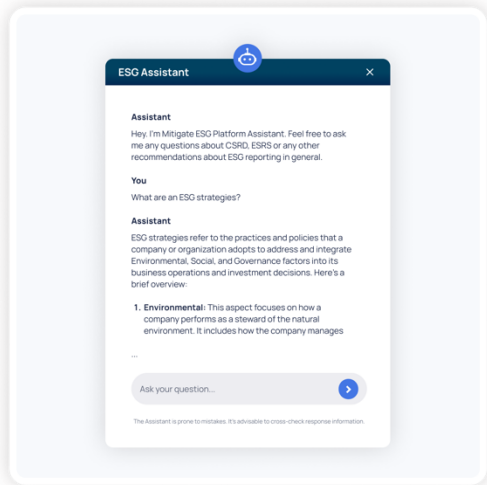 ESG Assistant
Assistant
Hey. I'm Mitigate ESG Platform Assistant. Feel free to ask
me any questions about CSRD, ESRS or any other
recommendations about ESG reporting in general.
You
What are an ESG strategies?
Assistant
ESG strategies refer to the practices and policies that a
company or organization adopts to address and integrate
Environmental, Social, and Governance factors into its
business operations and investment decisions. Here's a
brief overview:
1. Environmental: This aspect focuses on how a
company performs as a steward of the natural
environment. It includes how the company manages
...
Ask your question...
The Assistant is prone to mistakes, it's advisable to cross-check response information.